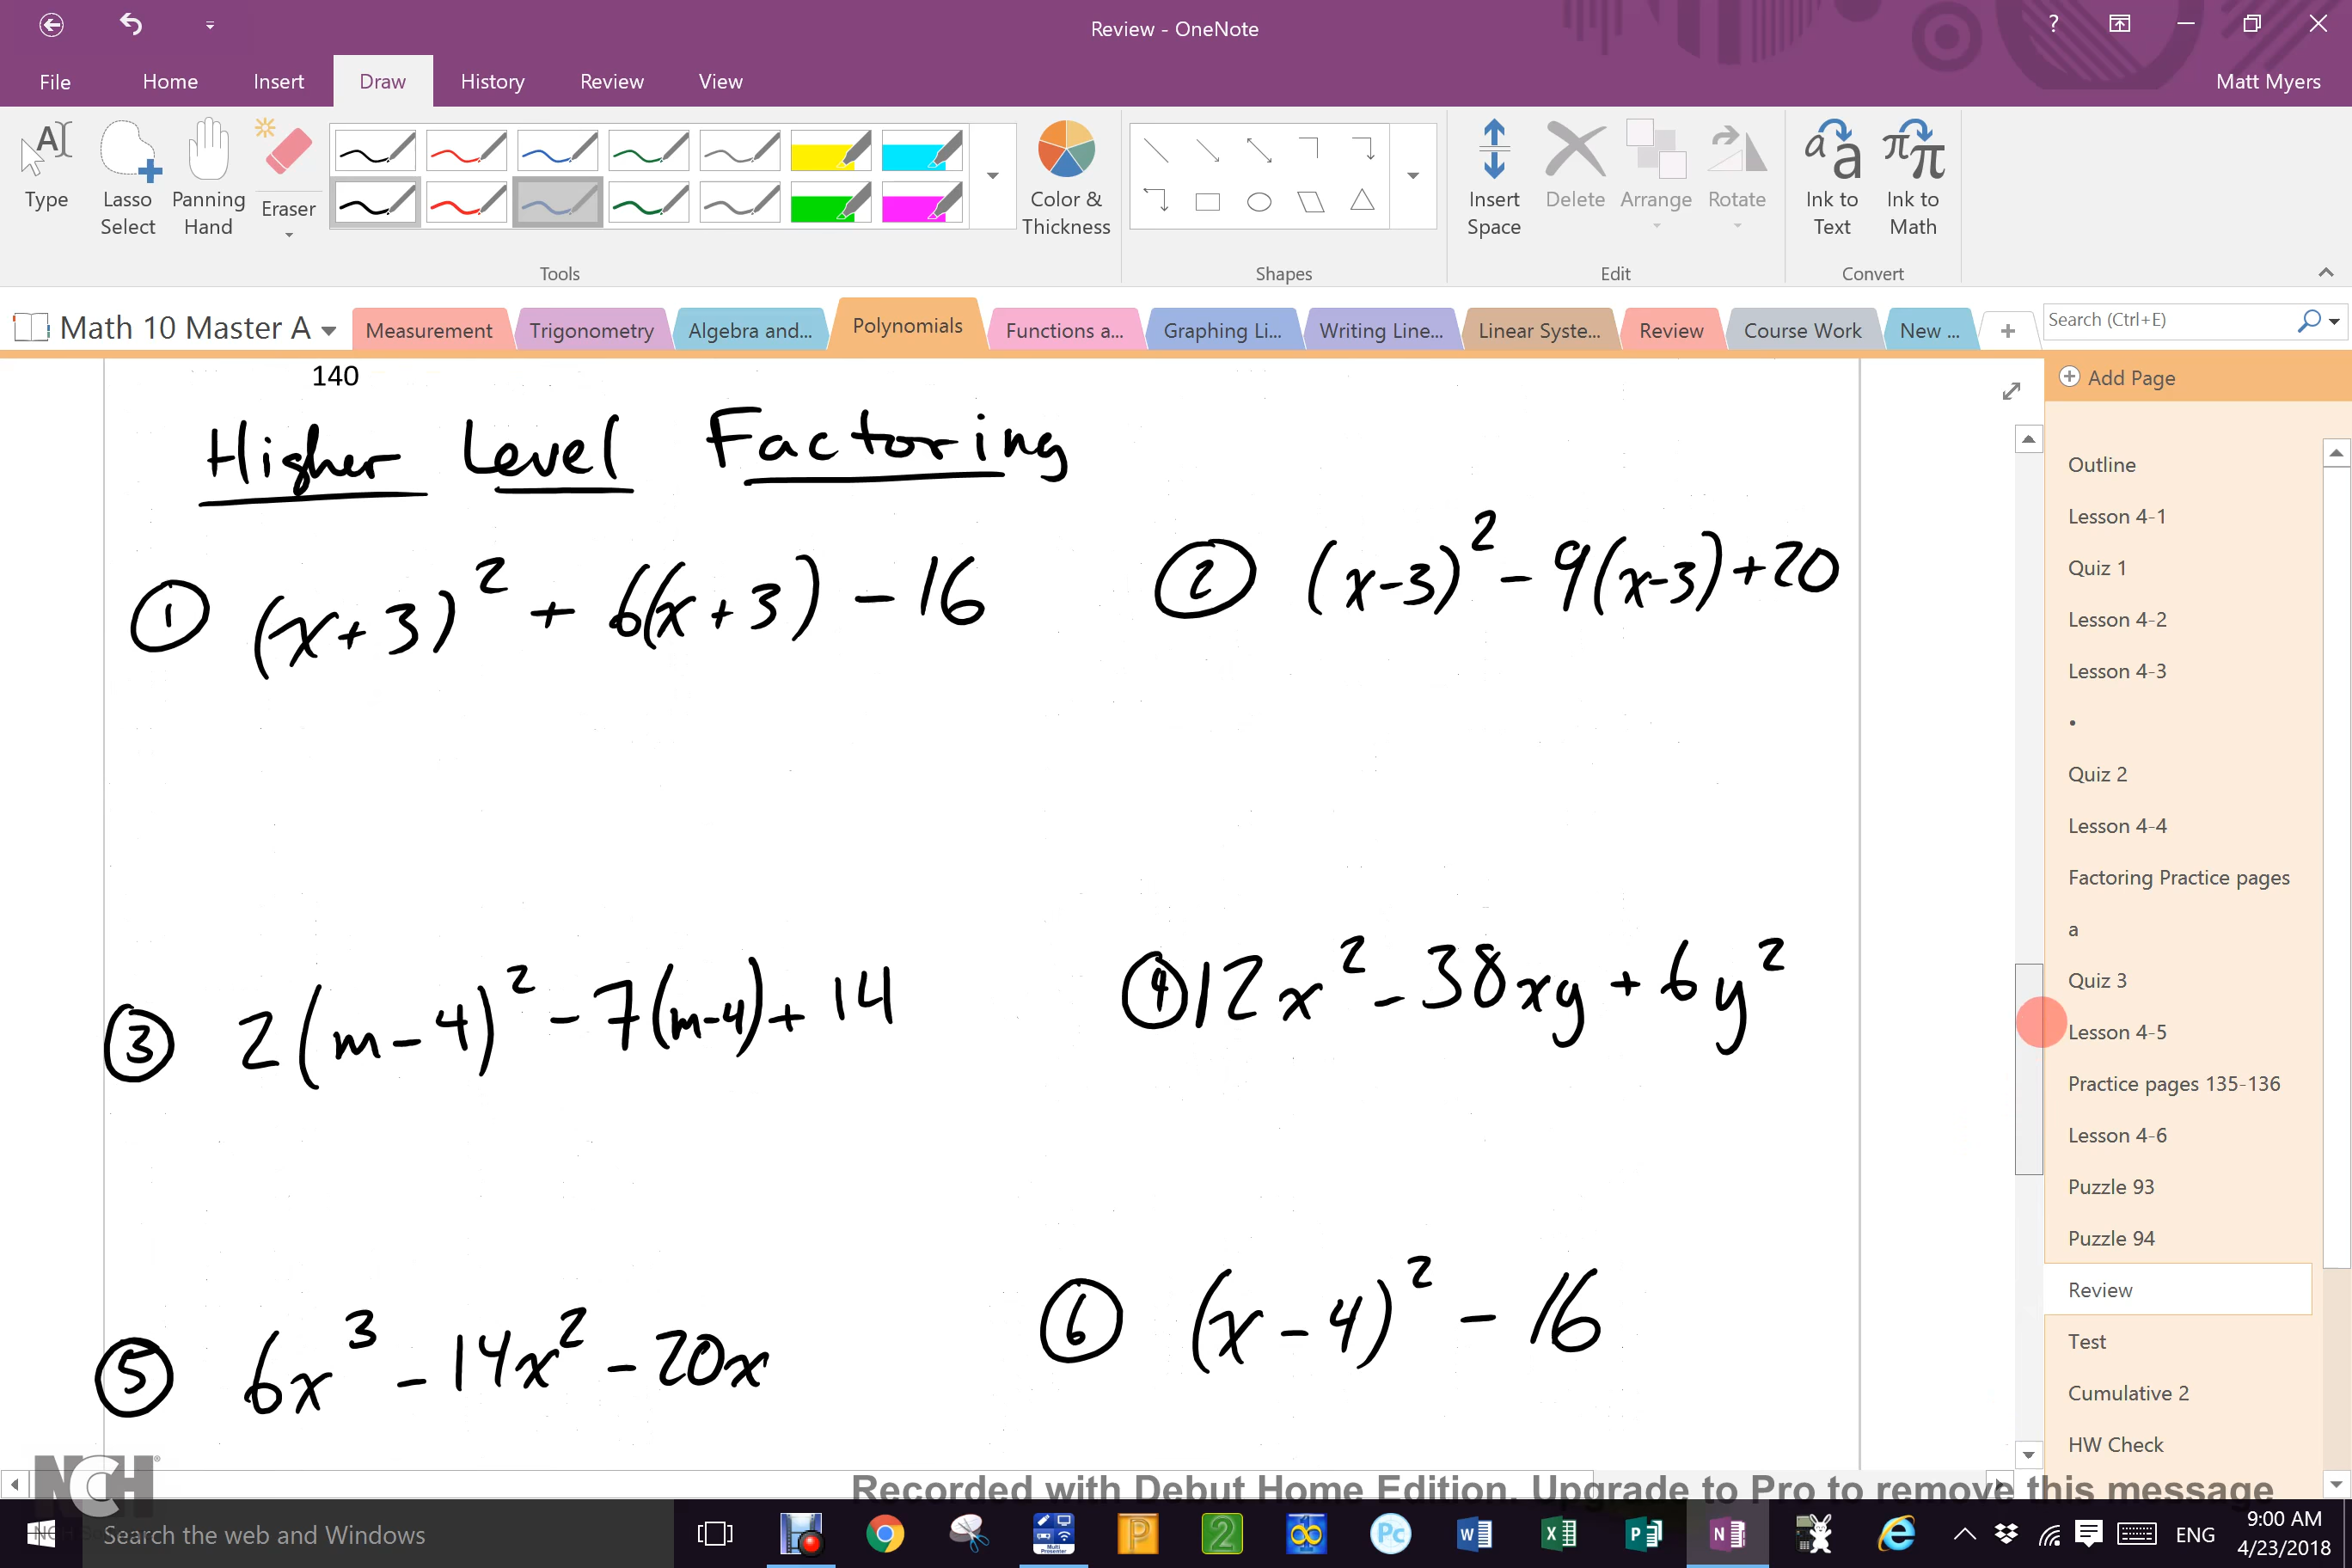 Review - OneNote
?
File Home Insert Draw History Review View Matt Myers
Type Lasso Select Panning Hand Eraser Color & Thickness Insert Space Delete Arrange Rotate Ink to Text Ink to Math
Tools Shapes Edit Convert
Math 10 Master A Measurement Trigonometry Algebra and... Polynomials Functions a... Graphing Li... Writing Line... Linear Syste... Review Course Work New ... + Search (Ctrl+E)
140
Higher Level Factoring
① (x+3)² + 6(x+3) - 16
② (x-3)² - 9(x-3)+20
③ 2(m-4)² - 7(m-4)+ 14
④ 12x² - 38xy + 6y²
⑤ 6x³ - 14x² - 20x
⑥ (x-4)² - 16
Add Page
Outline
Lesson 4-1
Quiz 1
Lesson 4-2
Lesson 4-3
•
Quiz 2
Lesson 4-4
Factoring Practice pages
a
Quiz 3
Lesson 4-5
Practice pages 135-136
Lesson 4-6
Puzzle 93
Puzzle 94
Review
Test
Cumulative 2
HW Check
NCH
Recorded with Debut Home Edition. Upgrade to Pro to remove this message
Search the web and Windows
ENG
9:00 AM
4/23/2018